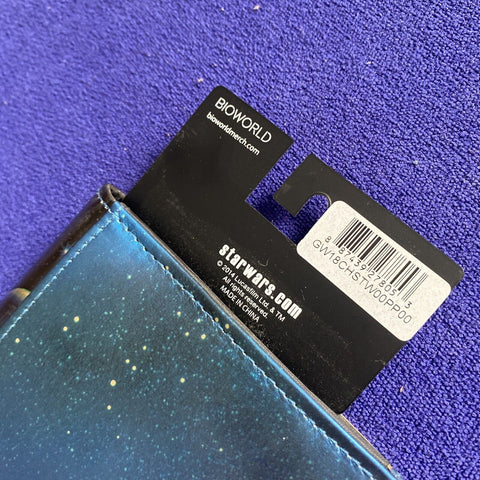 BIOWORLD
bioworldmerch.com
starwars.com
© 2014 Lucasfilm Ltd. & TM
All rights reserved.
MADE IN CHINA
GW18CHSTW00PP00